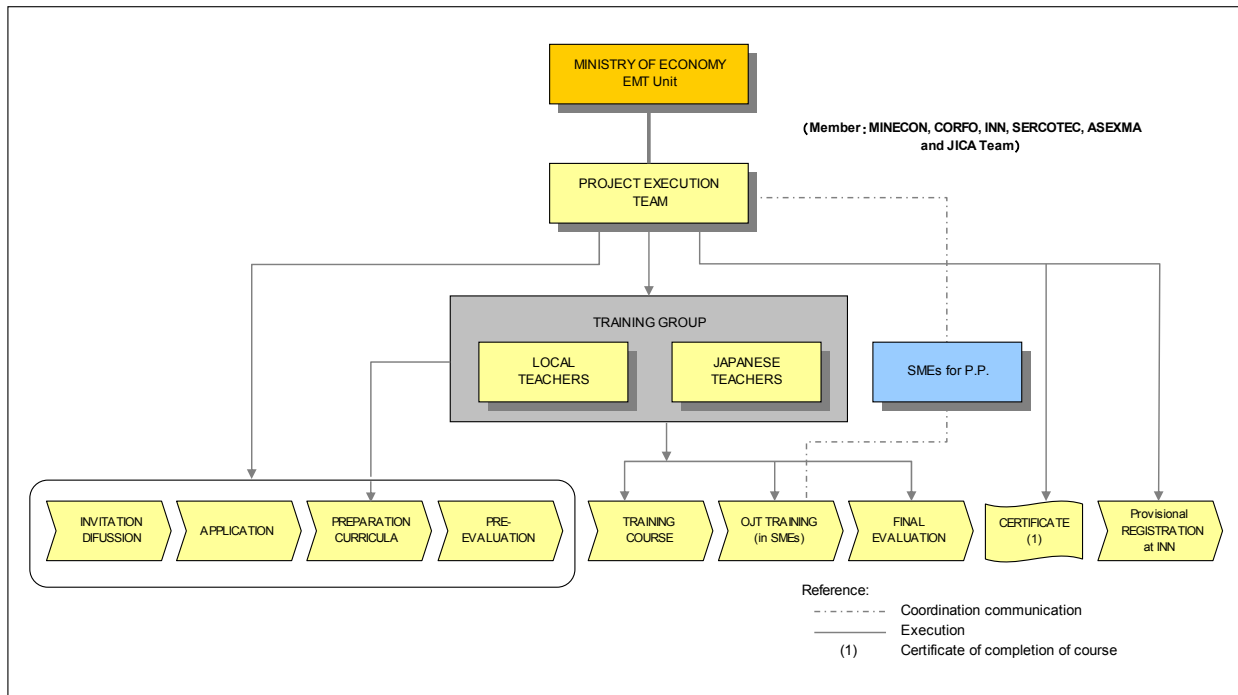 MINISTRY OF ECONOMY
EMT Unit
(Member : MINECON, CORFO, INN, SERCOTEC, ASEXMA
and JICA Team)
PROJECT EXECUTION
TEAM
TRAINING GROUP
LOCAL
TEACHERS
JAPANESE
TEACHERS
SMEs for P.P.
INVITATION
DIFUSSION
APPLICATION
PREPARATION
CURRICULA
PRE-
EVALUATION
TRAINING
COURSE
OJT TRAINING
(in SMEs)
FINAL
EVALUATION
CERTIFICATE
(1)
Provisional
REGISTRATION
at INN
Reference:
Coordination communication
Execution
(1) Certificate of completion of course